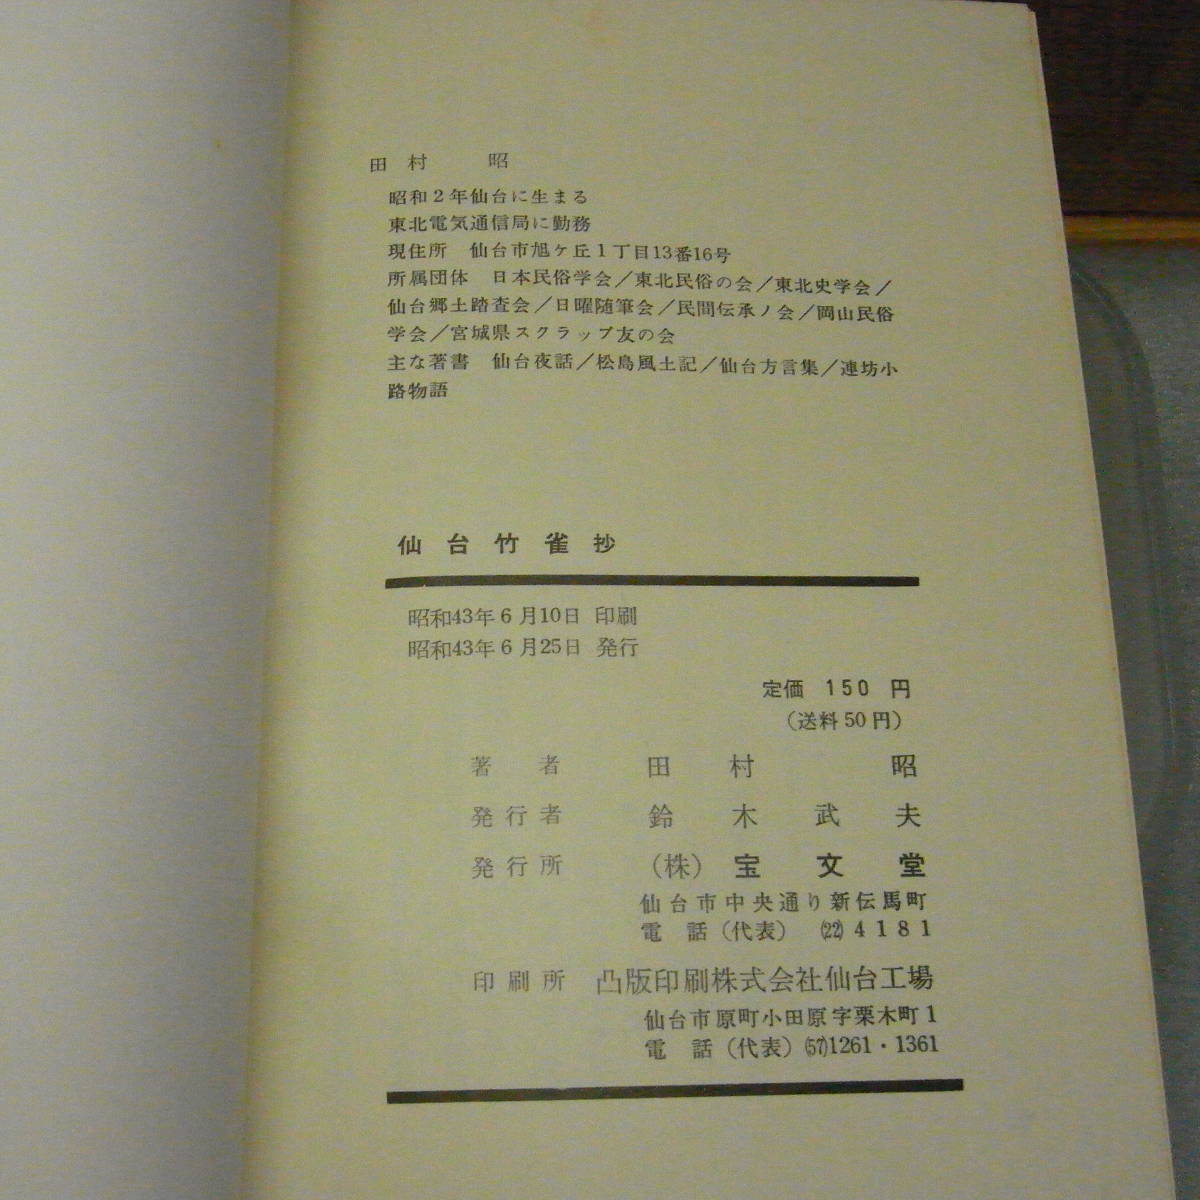 田村　昭
昭和２年仙台に生まる
東北電気通信局に勤務
現住所　仙台市旭ケ丘１丁目13番16号
所属団体　日本民俗学会／東北民俗の会／東北史学会／
仙台郷土踏査会／日曜随筆会／民間伝承ノ会／岡山民俗
学会／宮城県スクラップ友の会
主な著書　仙台夜話／松島風土記／仙台方言集／連坊小
路物語
仙台竹雀抄
昭和43年６月10日　印刷
昭和43年６月25日　発行
定価　150　円
（送料50円）
著者　田村　昭
発行者　鈴木武夫
発行所　（株）宝文堂
仙台市中央通り新伝馬町
電話（代表）(22)4181
印刷所　凸版印刷株式会社仙台工場
仙台市原町小田原字栗木町１
電話（代表）(57)1261・1361